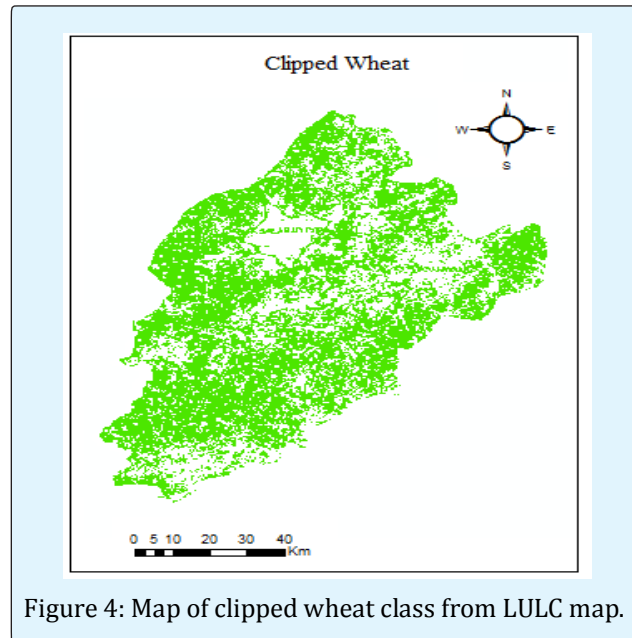 Clipped Wheat
N
W E
S
0 5 10 20 30 40
Km
Figure 4: Map of clipped wheat class from LULC map.